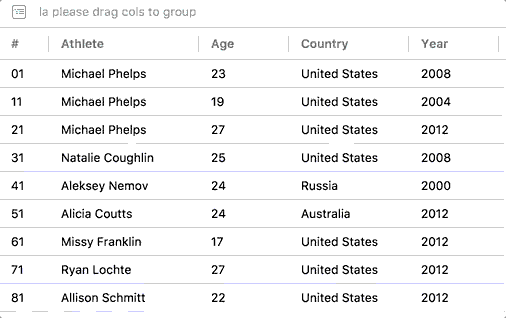 la please drag cols to group
# Athlete Age Country Year
01 Michael Phelps 23 United States 2008
11 Michael Phelps 19 United States 2004
21 Michael Phelps 27 United States 2012
31 Natalie Coughlin 25 United States 2008
41 Aleksey Nemov 24 Russia 2000
51 Alicia Coutts 24 Australia 2012
61 Missy Franklin 17 United States 2012
71 Ryan Lochte 27 United States 2012
81 Allison Schmitt 22 United States 2012